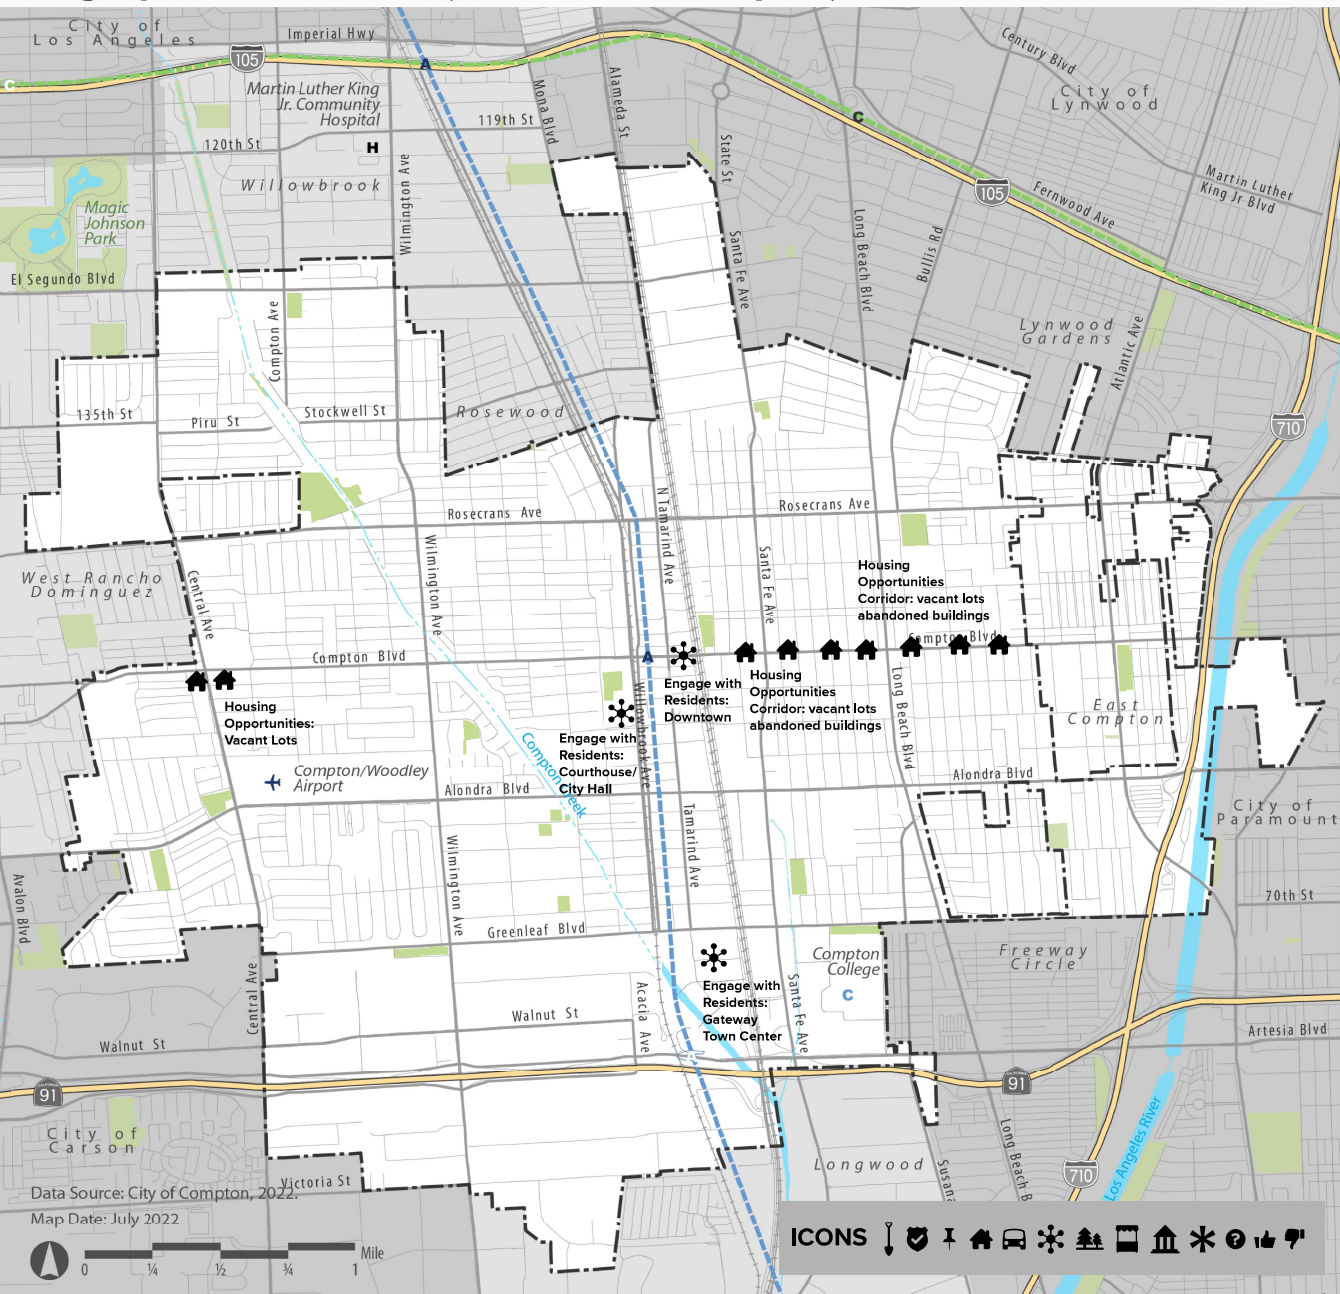 City of
Los Angeles
Imperial Hwy
105
A
C
Martin Luther King
Jr. Community
Hospital
H
Mona Blvd
Alameda St
119th St
120th St
Willowbrook
Wilmington Ave
Century Blvd
City of
Lynwood
C
State St
105
Fernwood Ave
Martin Luther
King Jr Blvd
Magic
Johnson
Park
El Segundo Blvd
Santa Fe Ave
Long Beach Blvd
Bullis Rd
Lynwood
Gardens
Atlantic Ave
Compton Ave
135th St
Piru St
Stockwell St
Rosewood
710
Rosecrans Ave
Rosecrans Ave
N Tamarind Ave
West Rancho
Dominguez
Central Ave
Wilmington Ave
Santa Fe Ave
Housing
Opportunities
Corridor: vacant lots
abandoned buildings
Compton Blvd
Compton Blvd
A
Engage with
Residents:
Downtown
Housing
Opportunities
Corridor: vacant lots
abandoned buildings
Long Beach Blvd
East
Compton
Housing
Opportunities:
Vacant Lots
Willowbrook Ave
Engage with
Residents:
Courthouse/
City Hall
Compton Creek
Compton/Woodley
Airport
Alondra Blvd
Alondra Blvd
City of
Paramount
Tamarind Ave
Wilmington Ave
Avalon Blvd
70th St
Greenleaf Blvd
Compton
College
C
Freeway
Circle
Engage with
Residents:
Gateway
Town Center
Santa Fe Ave
Central Ave
Acacia Ave
Walnut St
Walnut St
A
Artesia Blvd
91
91
City of
Carson
Long Beach B
Los Angeles River
Longwood
Susana
710
Victoria St
Data Source: City of Compton, 2022.
Map Date: July 2022
Mile
0 ¼ ½ ¾ 1
ICONS
?